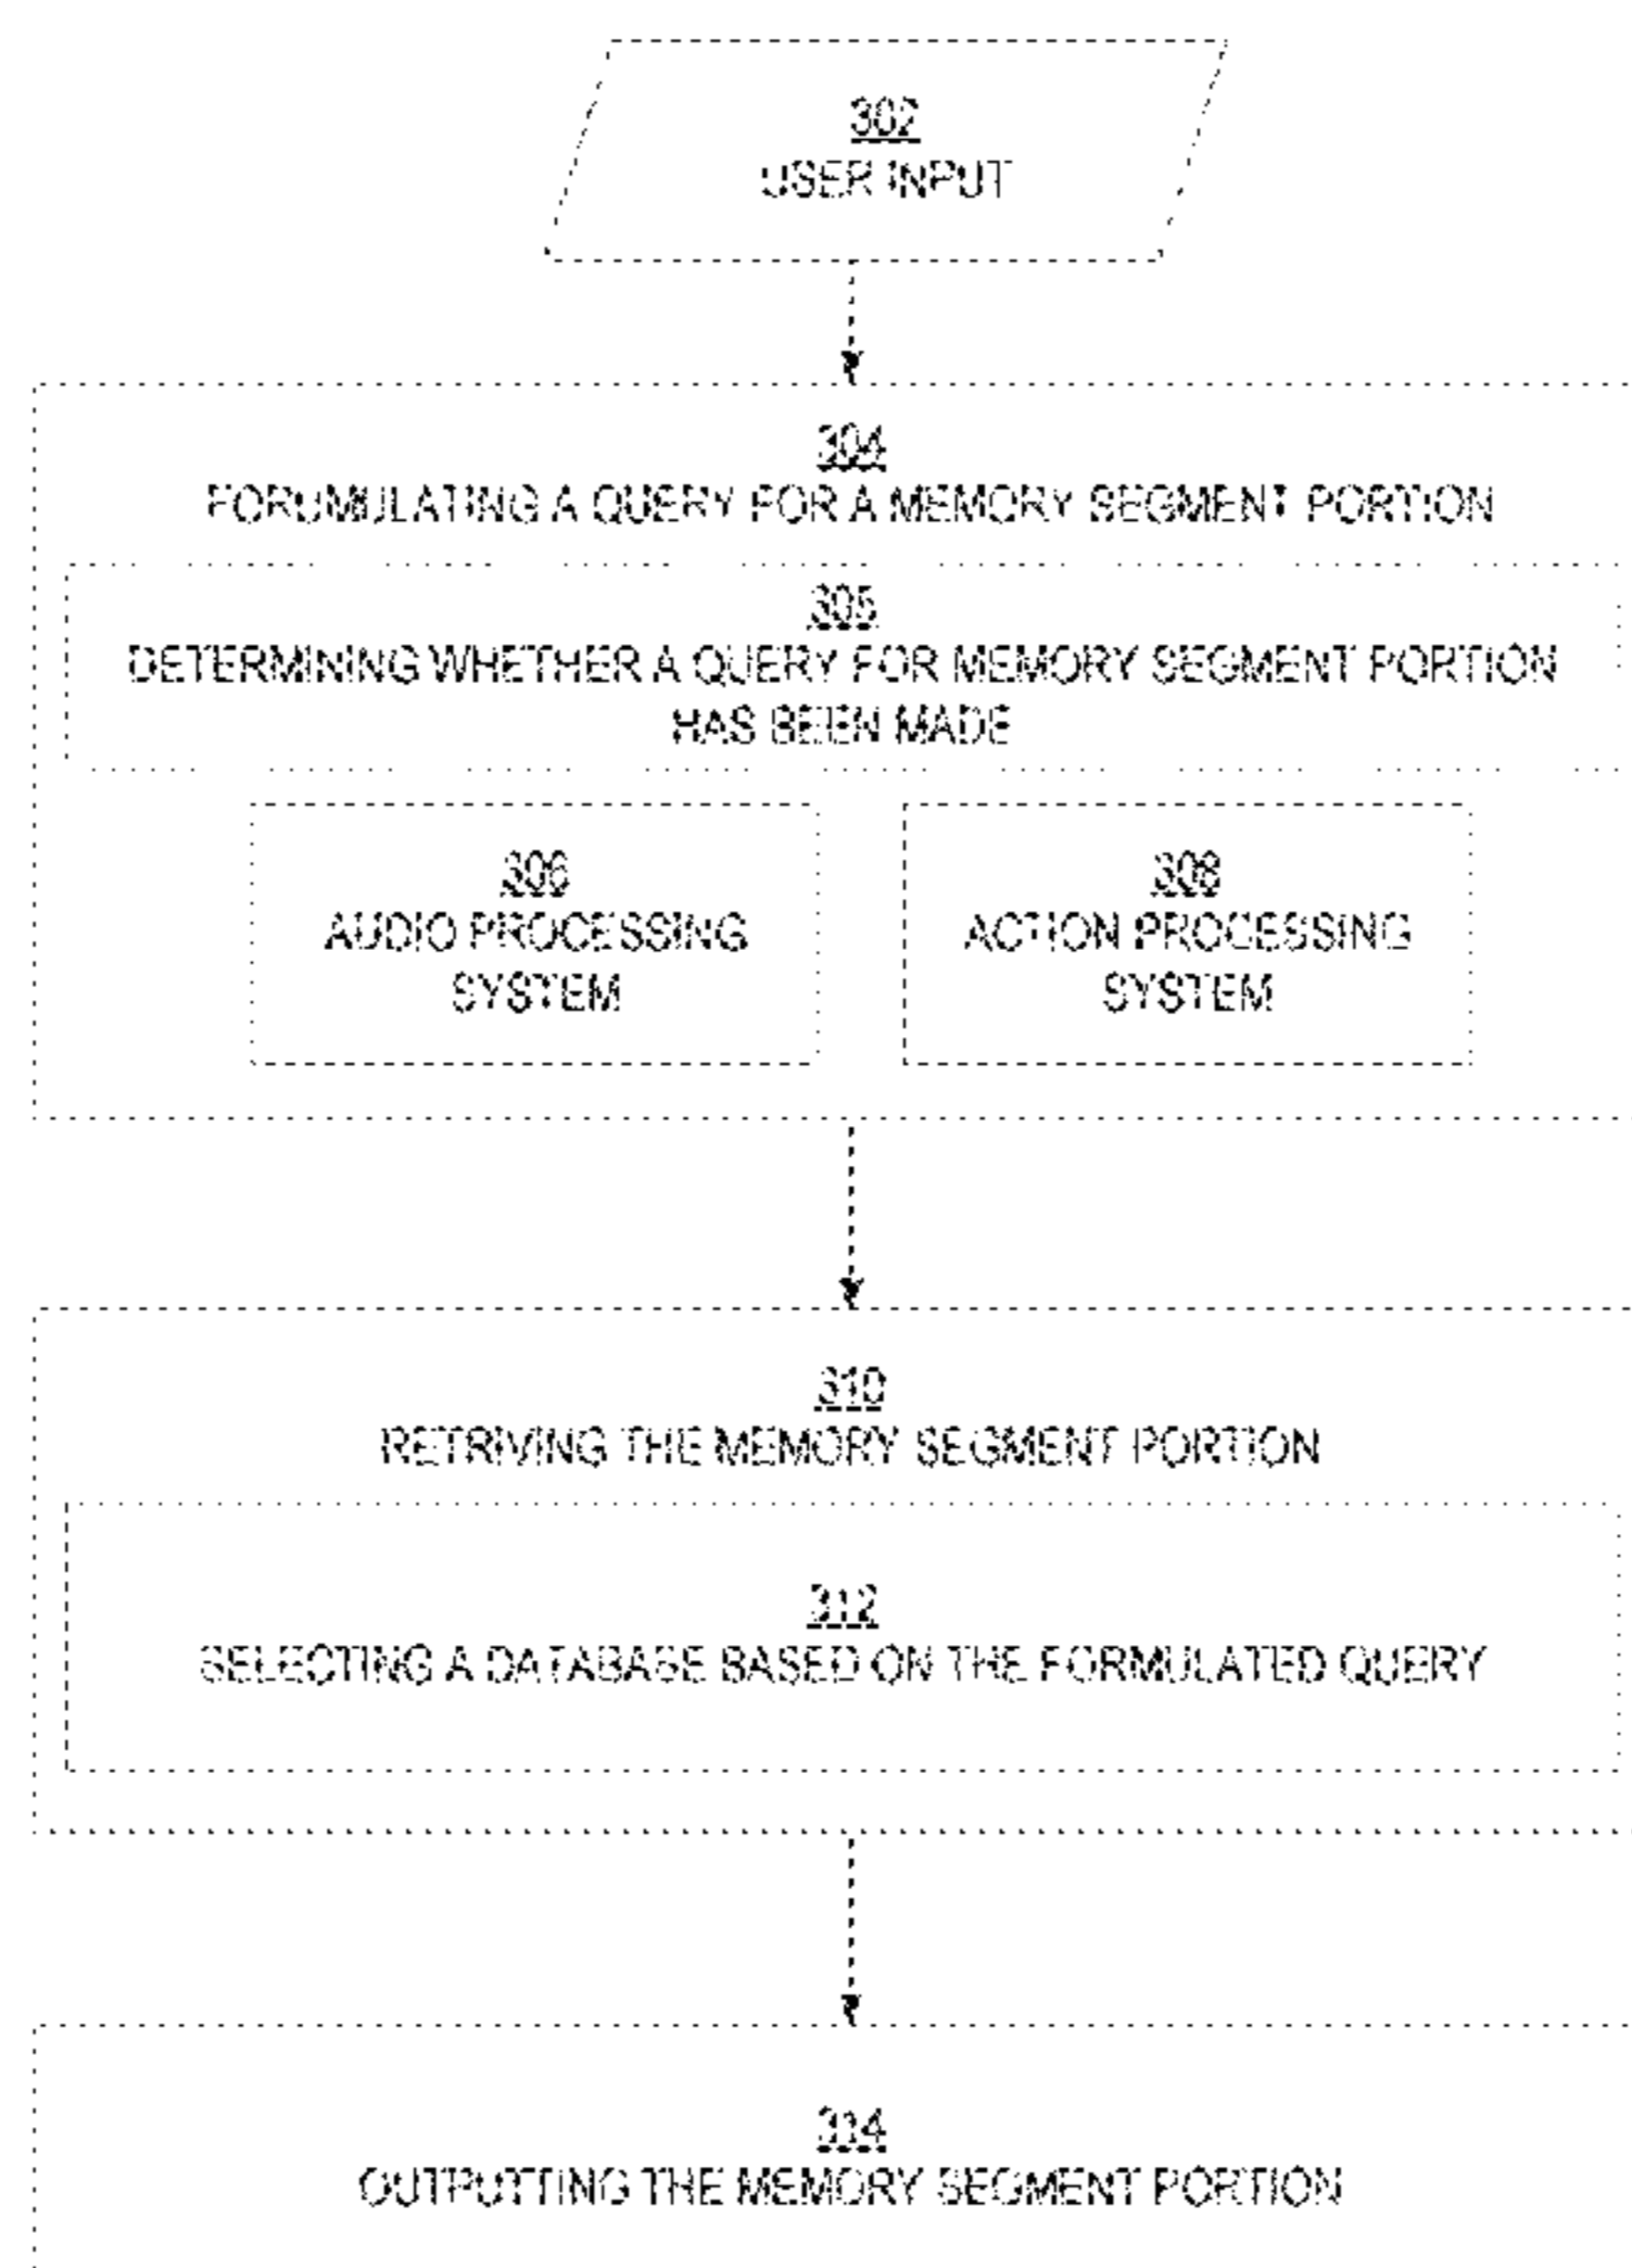 302
USER INPUT
304
FORUMULATING A QUERY FOR A MEMORY SEGMENT PORTION
305
DETERMINING WHETHER A QUERY FOR MEMORY SEGMENT PORTION
HAS BEEN MADE
306
AUDIO PROCESSING
SYSTEM
308
ACTION PROCESSING
SYSTEM
310
RETRIVING THE MEMORY SEGMENT PORTION
312
SELECTING A DATABASE BASED ON THE FORMULATED QUERY
314
OUTPUTTING THE MEMORY SEGMENT PORTION